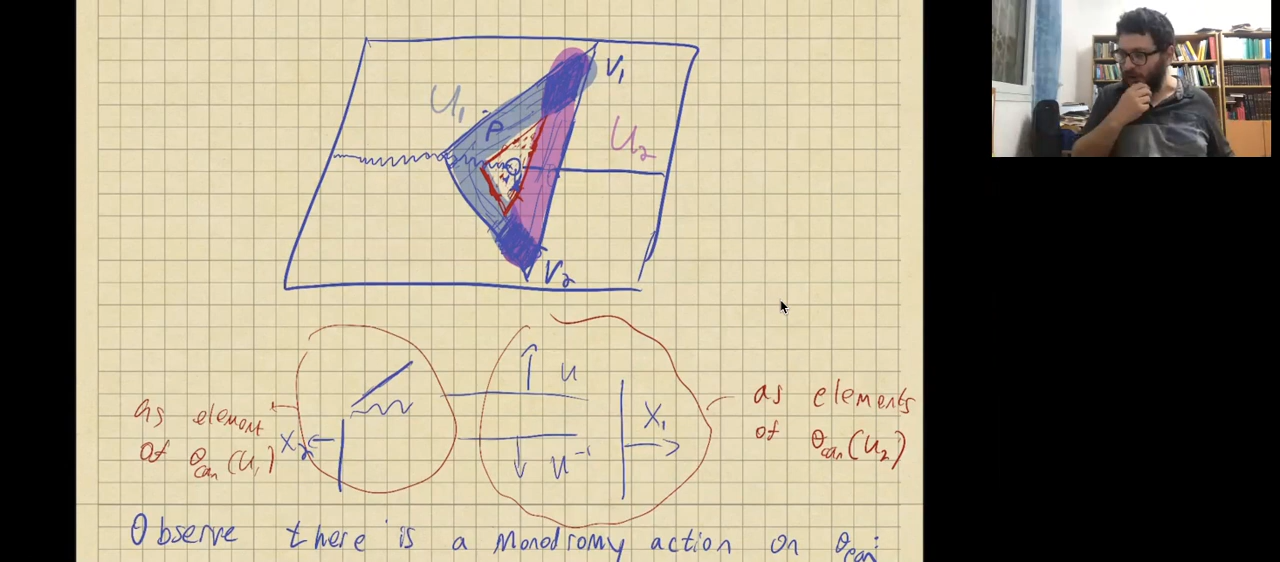 V₁
U₁
P
U₂
V₂
u
as elements
as element
X₁
of θcan(U₂)
of θcan(U₁)
X₂
u⁻¹
Observe there is a monodromy action on θcan: